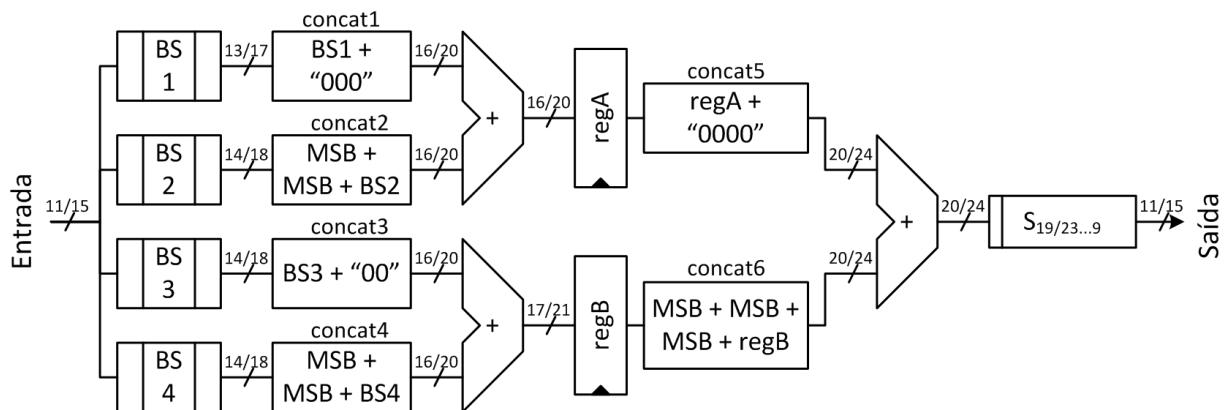 Entrada
11/15
BS
1
13/17
concat1
BS1 +
“000”
16/20
BS
2
14/18
concat2
MSB +
MSB + BS2
16/20
+
16/20
regA
concat5
regA +
“0000”
20/24
BS
3
14/18
concat3
BS3 + “00”
16/20
BS
4
14/18
concat4
MSB +
MSB + BS4
16/20
+
17/21
regB
concat6
MSB + MSB +
MSB + regB
20/24
+
20/24
S19/23...9
11/15
Saída